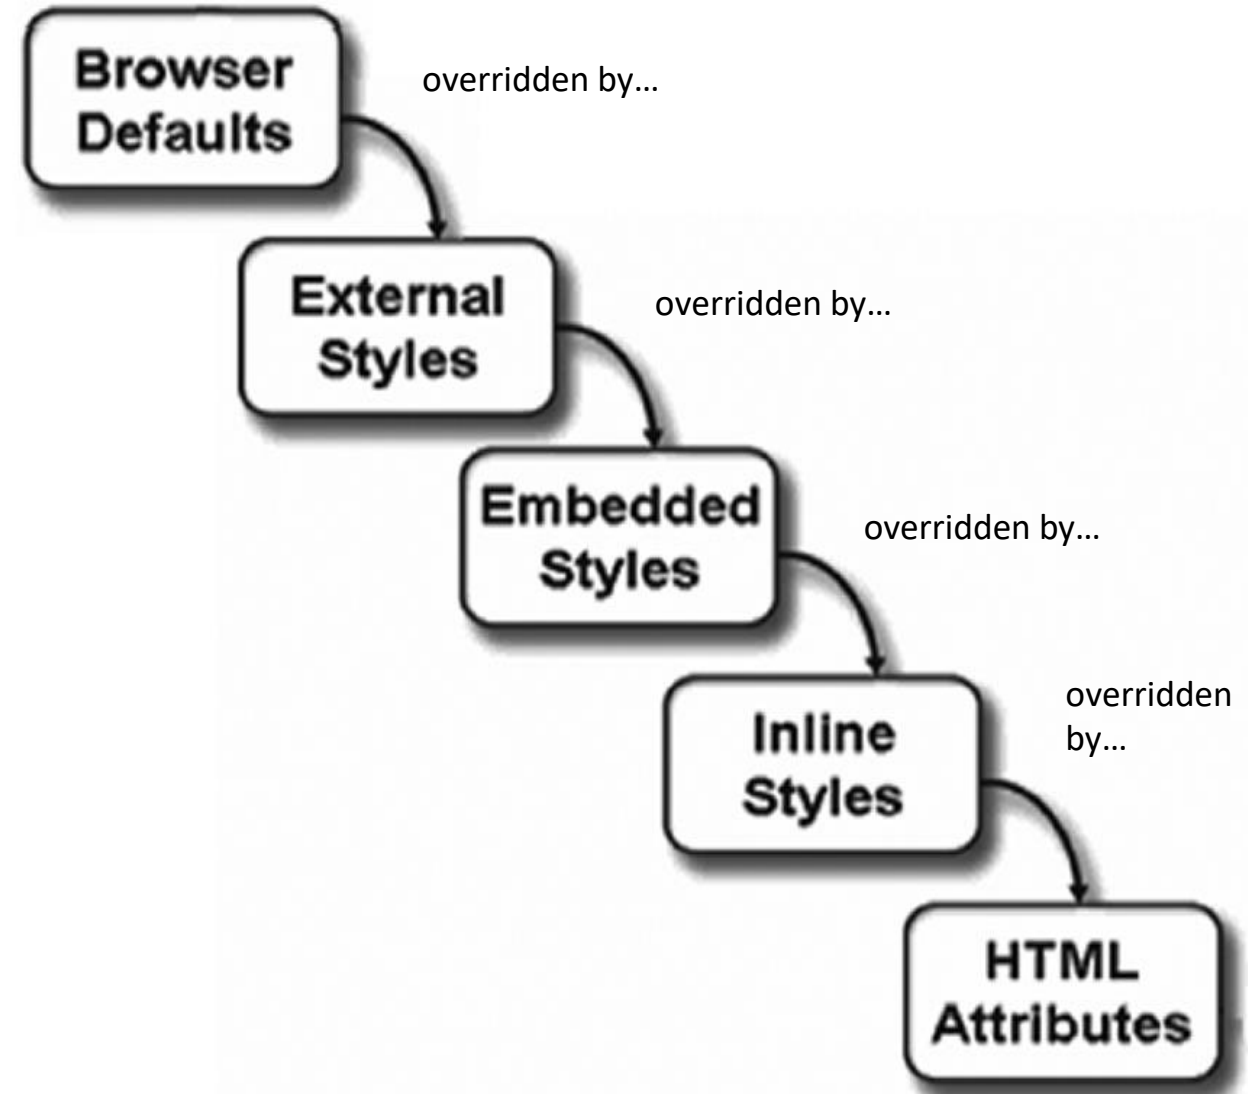 Browser
Defaults
overridden by…
External
Styles
overridden by…
Embedded
Styles
overridden by…
Inline
Styles
overridden
by…
HTML
Attributes